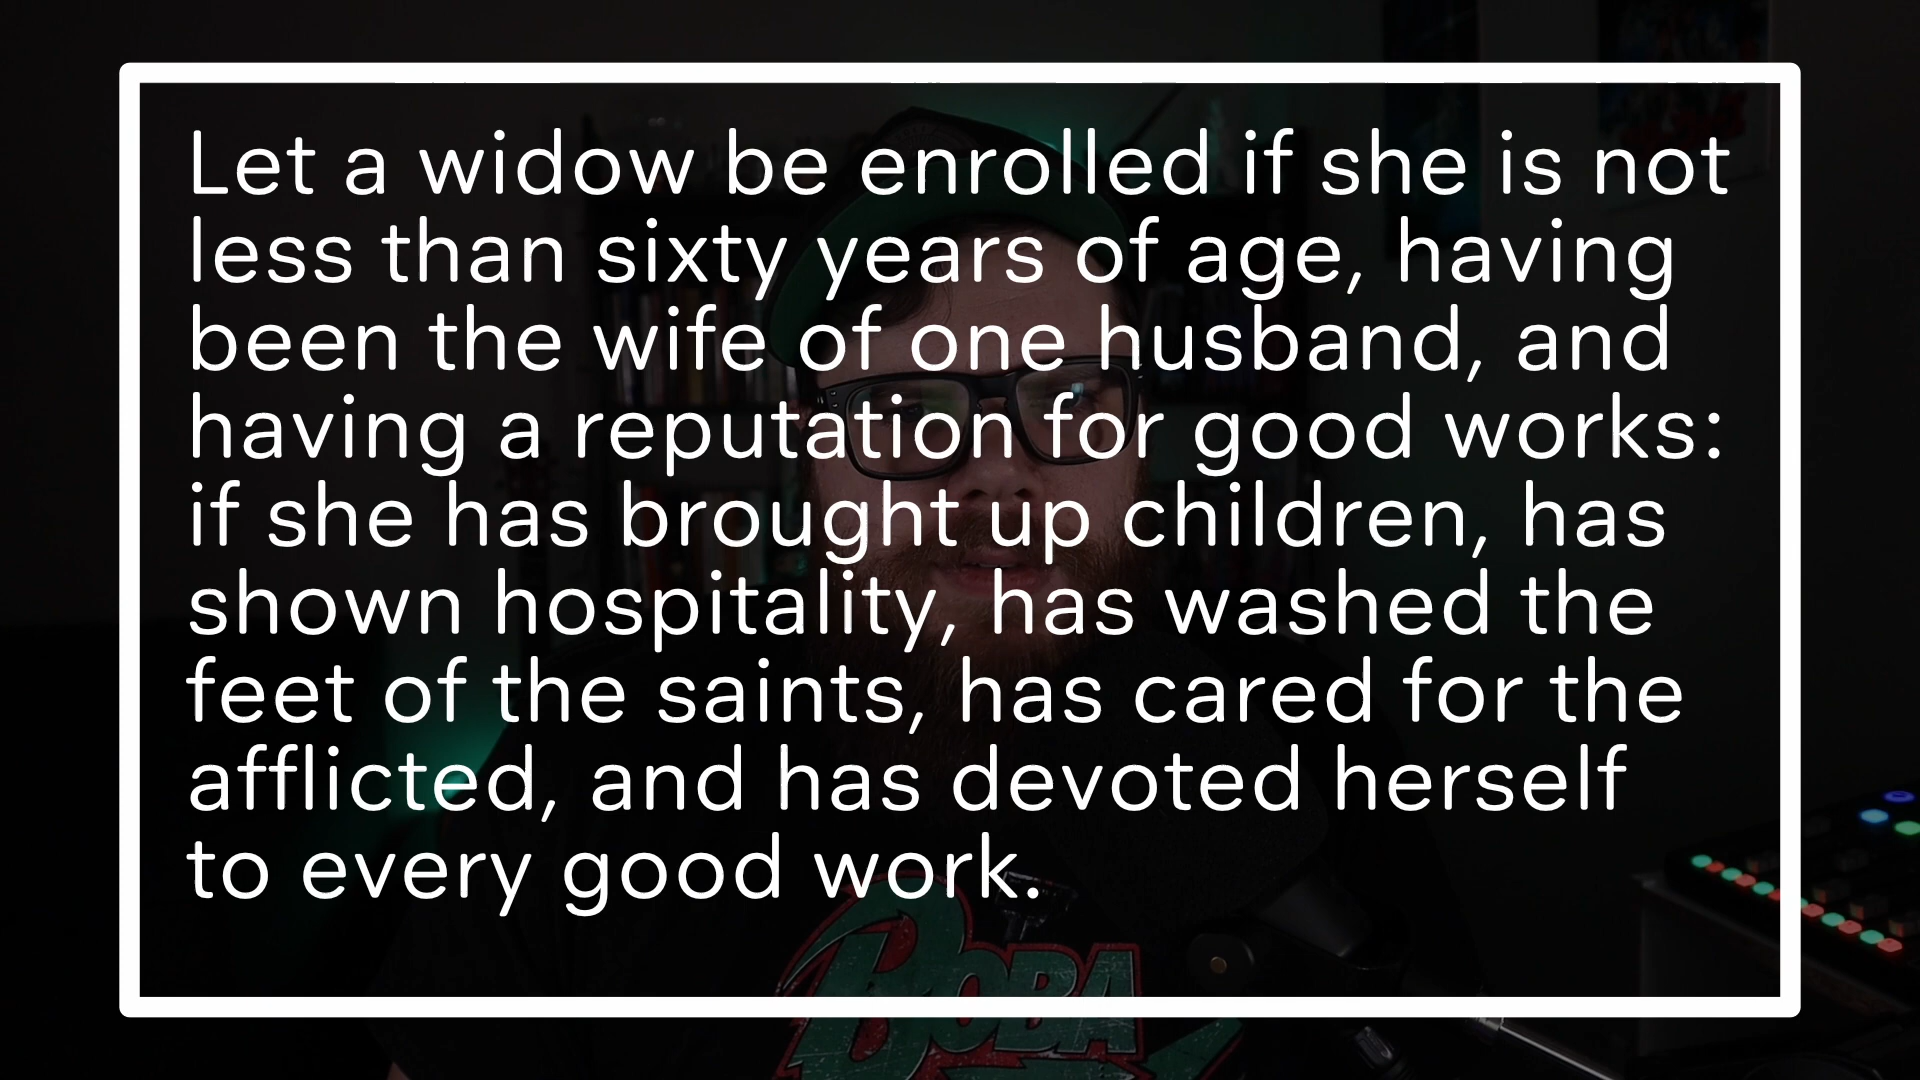 Let a widow be enrolled if she is not
less than sixty years of age, having
been the wife of one husband, and
having a reputation for good works:
if she has brought up children, has
shown hospitality, has washed the
feet of the saints, has cared for the
afflicted, and has devoted herself
to every good work.
BOBA